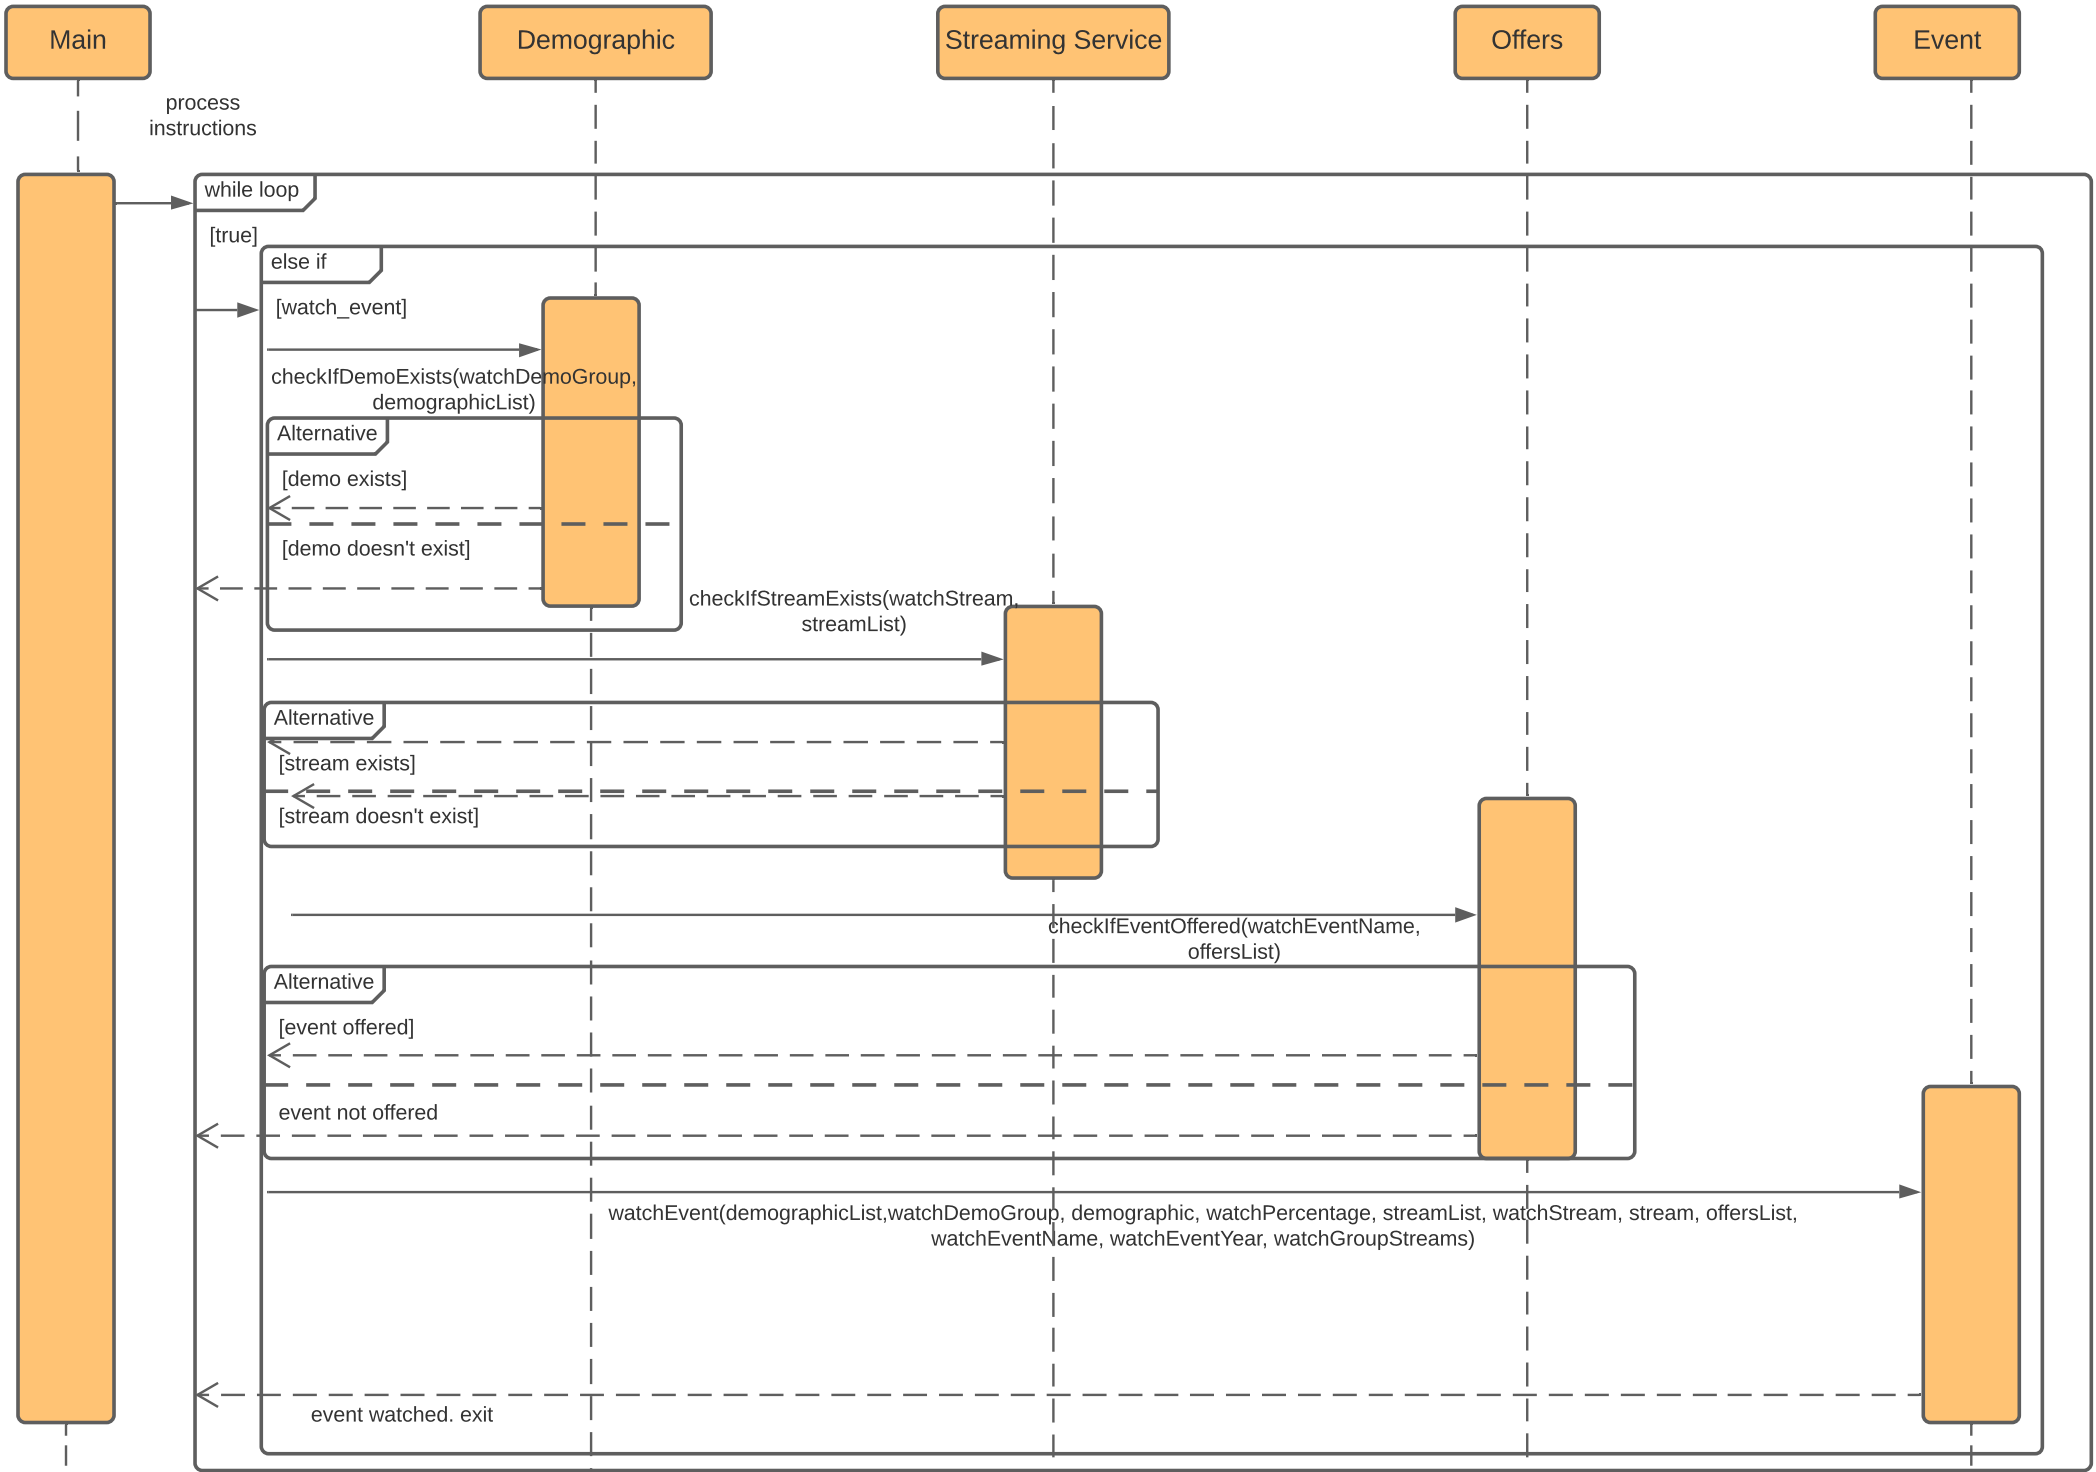 Main
Demographic
Streaming Service
Offers
Event
process
instructions
while loop
[true]
else if
[watch_event]
checkIfDemoExists(watchDemoGroup,
demographicList)
Alternative
[demo exists]
[demo doesn't exist]
checkIfStreamExists(watchStream,
streamList)
Alternative
[stream exists]
[stream doesn't exist]
checkIfEventOffered(watchEventName,
offersList)
Alternative
[event offered]
event not offered
watchEvent(demographicList,watchDemoGroup, demographic, watchPercentage, streamList, watchStream, stream, offersList,
watchEventName, watchEventYear, watchGroupStreams)
event watched. exit